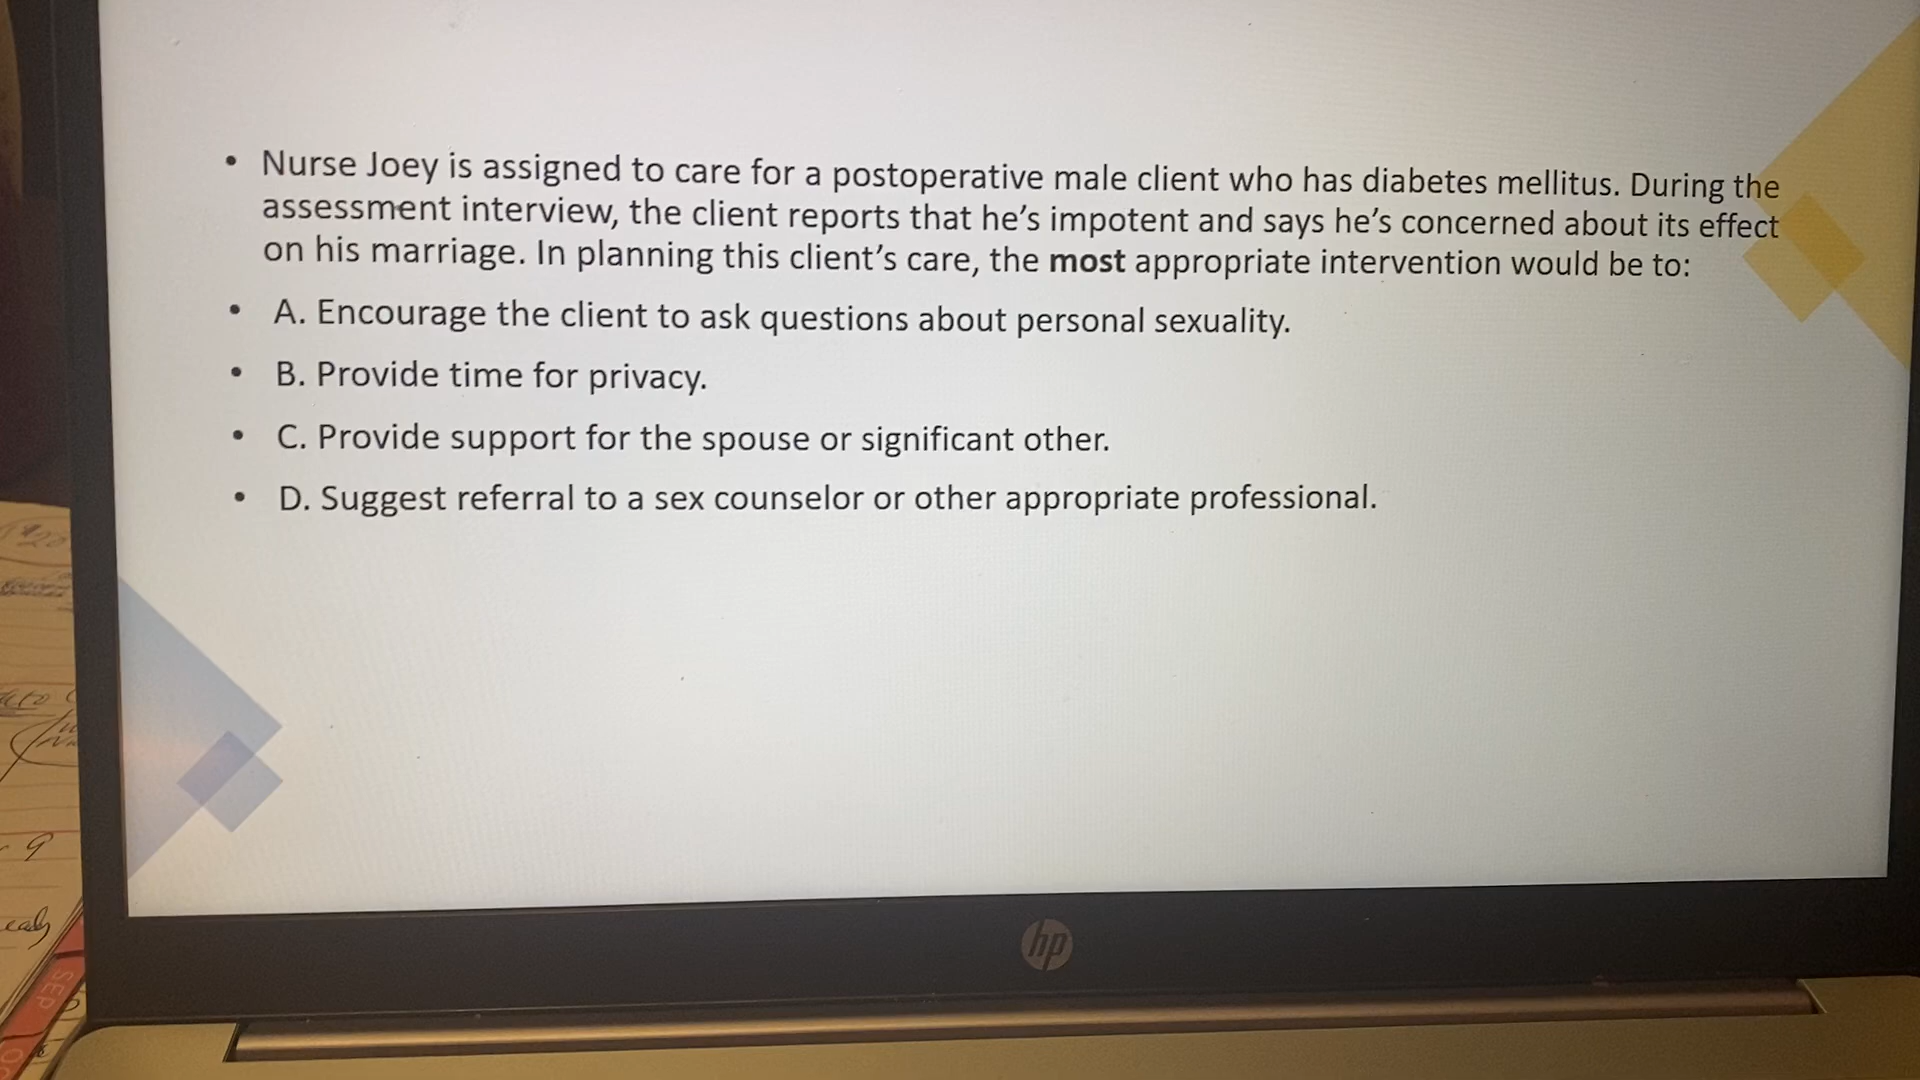 • Nurse Joey is assigned to care for a postoperative male client who has diabetes mellitus. During the
assessment interview, the client reports that he's impotent and says he's concerned about its effect
on his marriage. In planning this client's care, the most appropriate intervention would be to:
• A. Encourage the client to ask questions about personal sexuality.
• B. Provide time for privacy.
• C. Provide support for the spouse or significant other.
• D. Suggest referral to a sex counselor or other appropriate professional.
9
SEP
hp